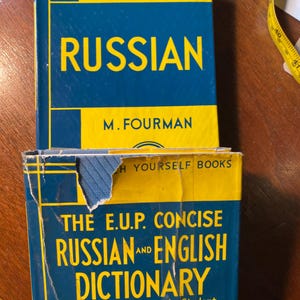 RUSSIAN
M. FOURMAN
YOURSELF BOOKS
THE E.U.P. CONCISE
RUSSIAN AND ENGLISH
DICTIONARY